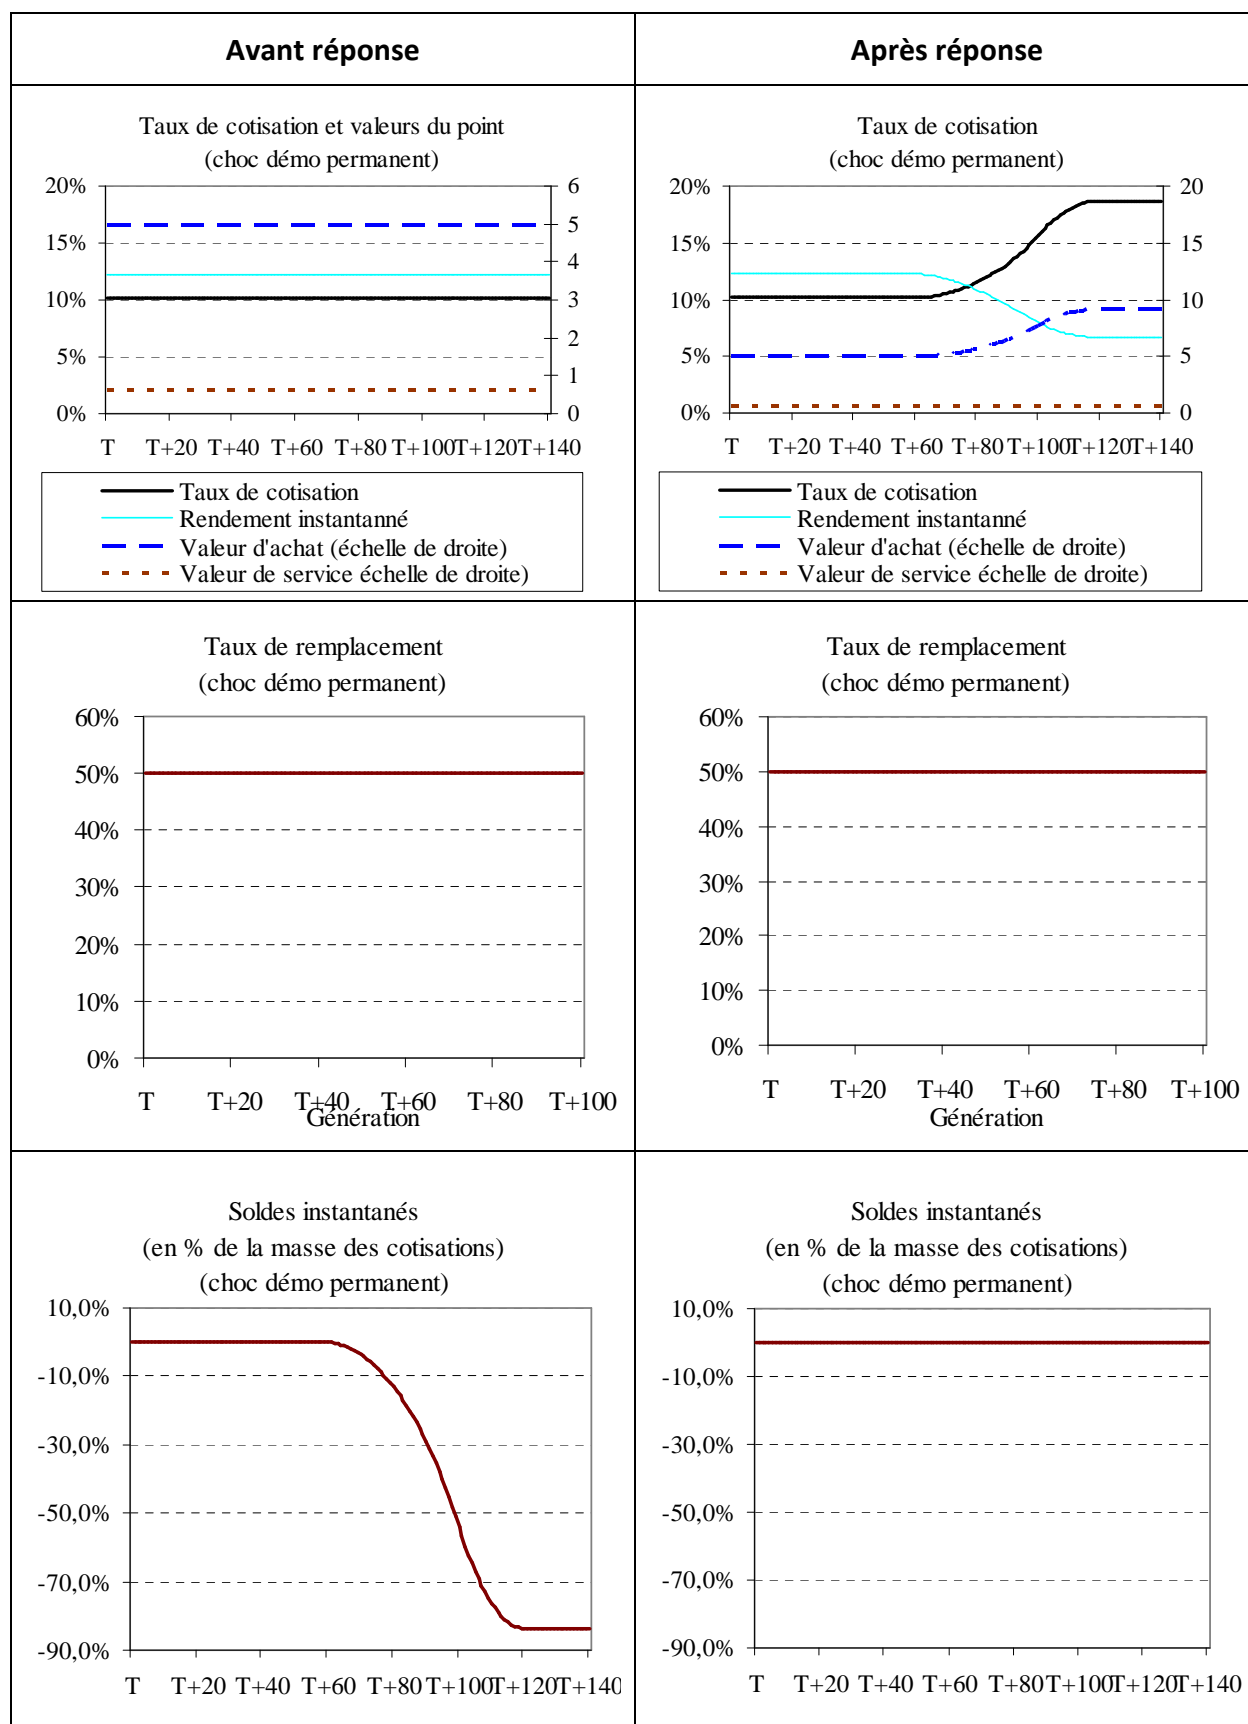 Avant réponse
Après réponse
Taux de cotisation et valeurs du point
(choc démo permanent)
20%
15%
10%
5%
0%
6
5
4
3
2
1
0
T T+20 T+40 T+60 T+80 T+100T+120T+140
Taux de cotisation
Rendement instantanné
Valeur d'achat (échelle de droite)
Valeur de service échelle de droite)
Taux de cotisation
(choc démo permanent)
20%
15%
10%
5%
0%
20
15
10
5
0
T T+20 T+40 T+60 T+80 T+100T+120T+140
Taux de cotisation
Rendement instantanné
Valeur d'achat (échelle de droite)
Valeur de service échelle de droite)
Taux de remplacement
(choc démo permanent)
60%
50%
40%
30%
20%
10%
0%
T T+20 T+40 T+60 T+80 T+100
Génération
Taux de remplacement
(choc démo permanent)
60%
50%
40%
30%
20%
10%
0%
T T+20 T+40 T+60 T+80 T+100
Génération
Soldes instantanés
(en % de la masse des cotisations)
(choc démo permanent)
10,0%
-10,0%
-30,0%
-50,0%
-70,0%
-90,0%
T T+20 T+40 T+60 T+80 T+100T+120T+140
Soldes instantanés
(en % de la masse des cotisations)
(choc démo permanent)
10,0%
-10,0%
-30,0%
-50,0%
-70,0%
-90,0%
T T+20 T+40 T+60 T+80 T+100T+120T+140